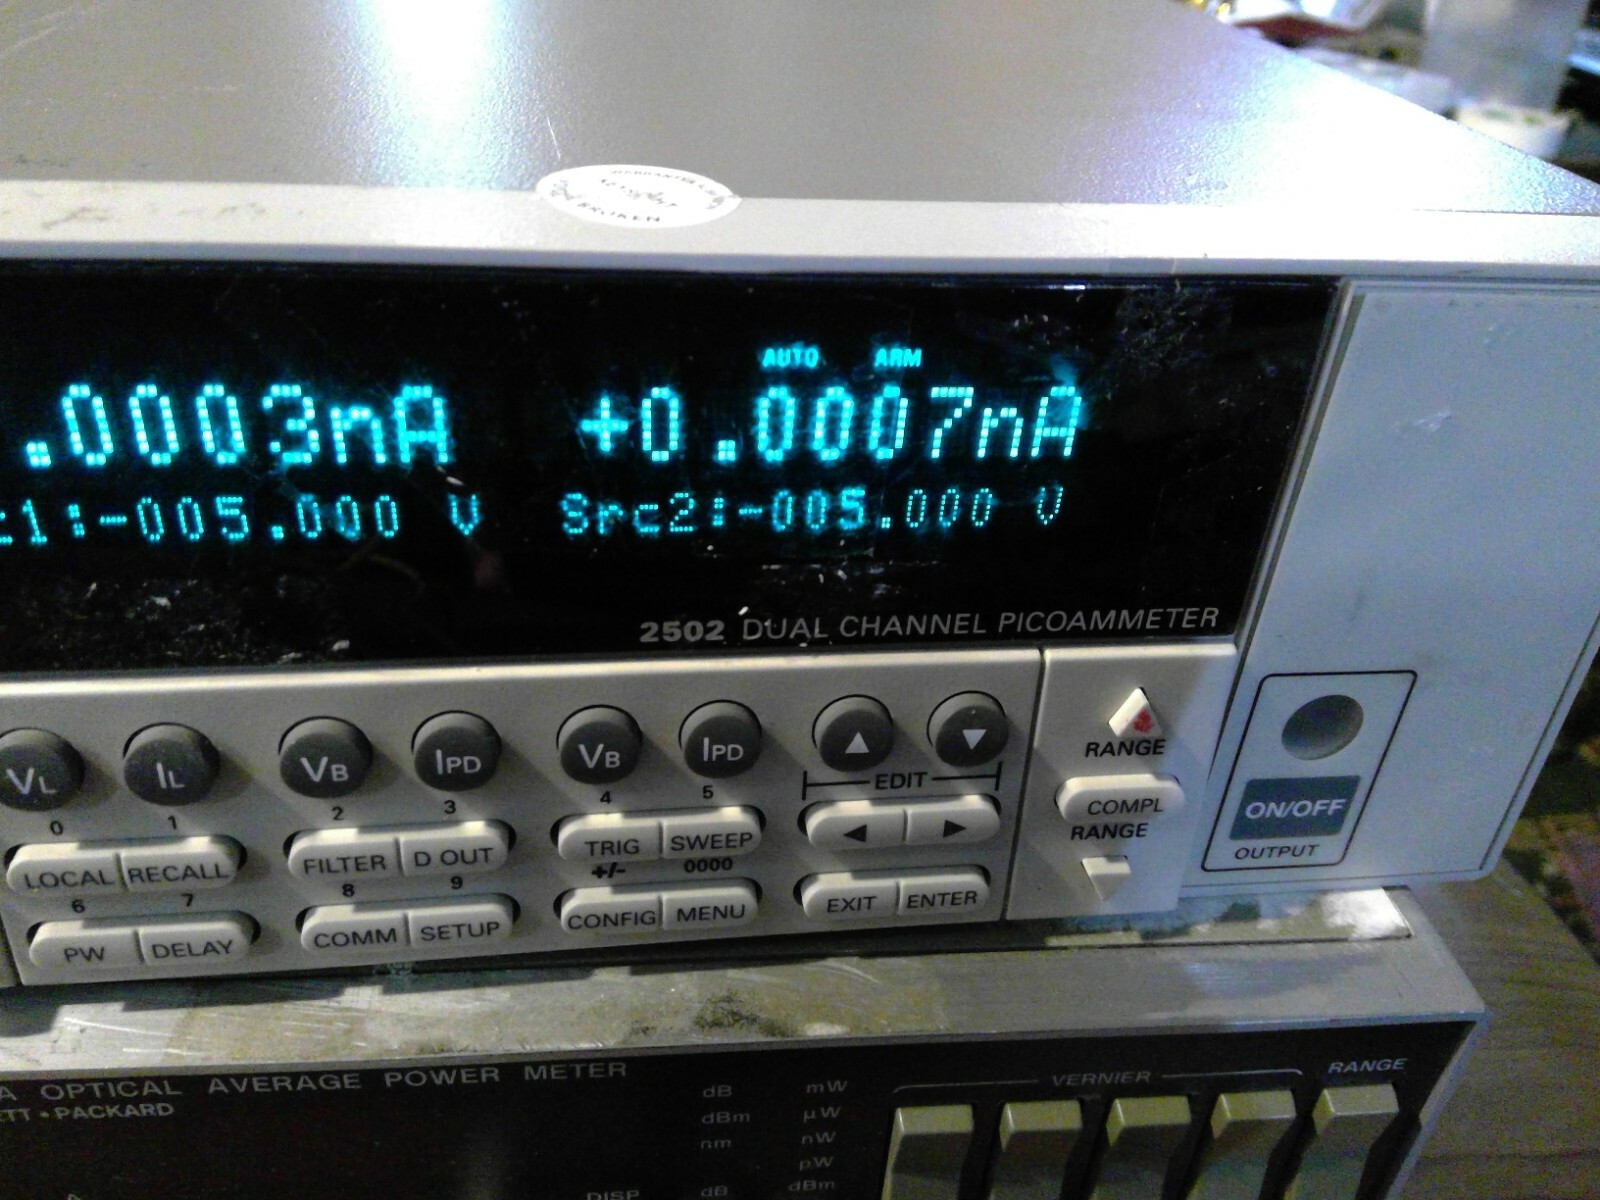 BROKEN
AUTO ARM
.0003nA +0.0007nA
1:-005.000 V Src2:-005.000 V
2502 DUAL CHANNEL PICOAMMETER
VL IL VB IPD VB IPD ▲ ▼
RANGE
EDIT
0 1 2 3 4 5
LOCAL RECALL FILTER D OUT TRIG SWEEP ◀ ▶
COMPL
RANGE
ON/OFF
OUTPUT
6 7 8 9 +/- 0000
PW DELAY COMM SETUP CONFIG MENU EXIT ENTER
A OPTICAL AVERAGE POWER METER
ETT • PACKARD
dB mW
dBm µW
nm nW
pW
DISP dB dBm
VERNIER
RANGE